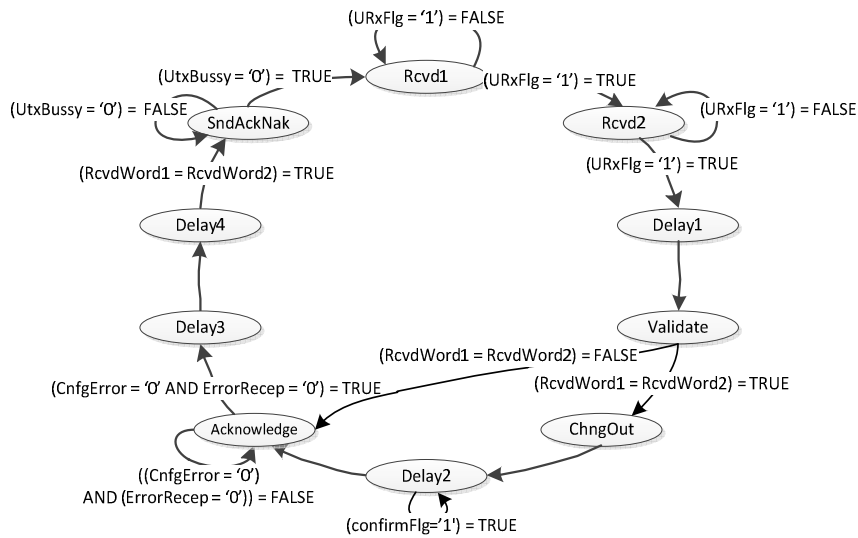 (URxFlg = ‘1’) = FALSE
(UtxBussy = ‘0’) = TRUE
Rcvd1
(URxFlg = ‘1’) = TRUE
(UtxBussy = ‘0’) = FALSE
SndAckNak
Rcvd2
(URxFlg = ‘1’) = FALSE
(RcvdWord1 = RcvdWord2) = TRUE
(URxFlg = ‘1’) = TRUE
Delay4
Delay1
Delay3
Validate
(RcvdWord1 = RcvdWord2) = FALSE
(CnfgError = ‘0’ AND ErrorRecep = ‘0’) = TRUE
(RcvdWord1 = RcvdWord2) = TRUE
Acknowledge
ChngOut
((CnfgError = ‘0’)
AND (ErrorRecep = ‘0’)) = FALSE
Delay2
(confirmFlg=’1') = TRUE